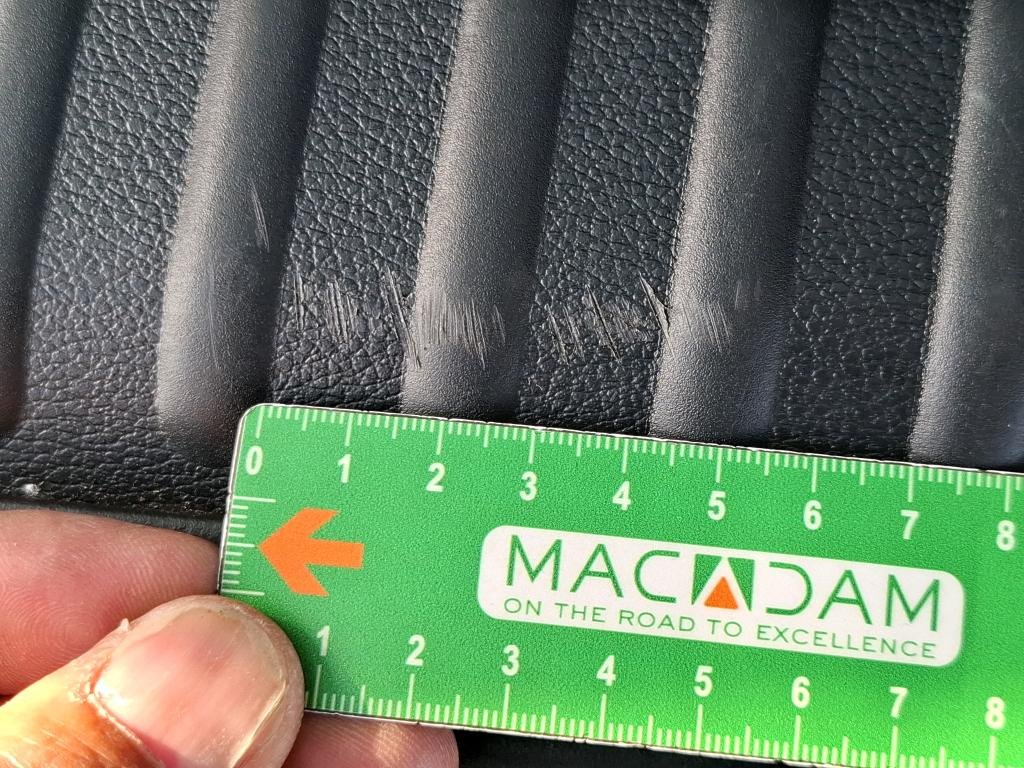 0 1 2 3 4 5 6 7 8
MACADAM
ON THE ROAD TO EXCELLENCE
1 2 3 4 5 6 7 8